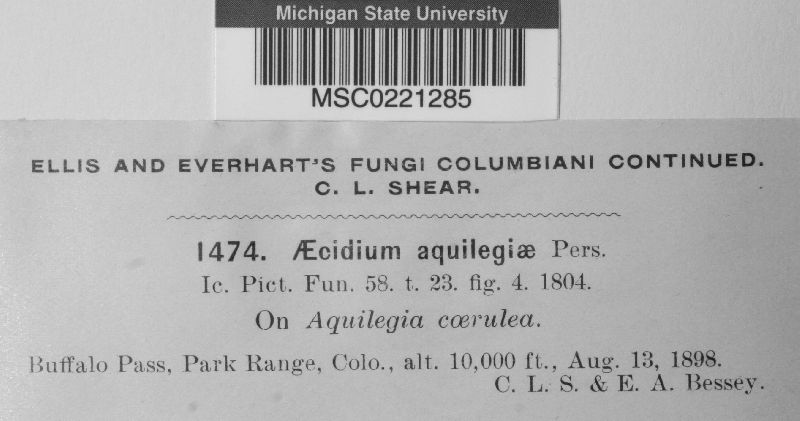 Michigan State University
MSC0221285
ELLIS AND EVERHART'S FUNGI COLUMBIANI CONTINUED.
C. L. SHEAR.
1474. Æcidium aquilegiæ Pers.
Ic. Pict. Fun. 58. t. 23. fig. 4. 1804.
On Aquilegia cœrulea.
Buffalo Pass, Park Range, Colo., alt. 10,000 ft., Aug. 13, 1898.
C. L. S. & E. A. Bessey.